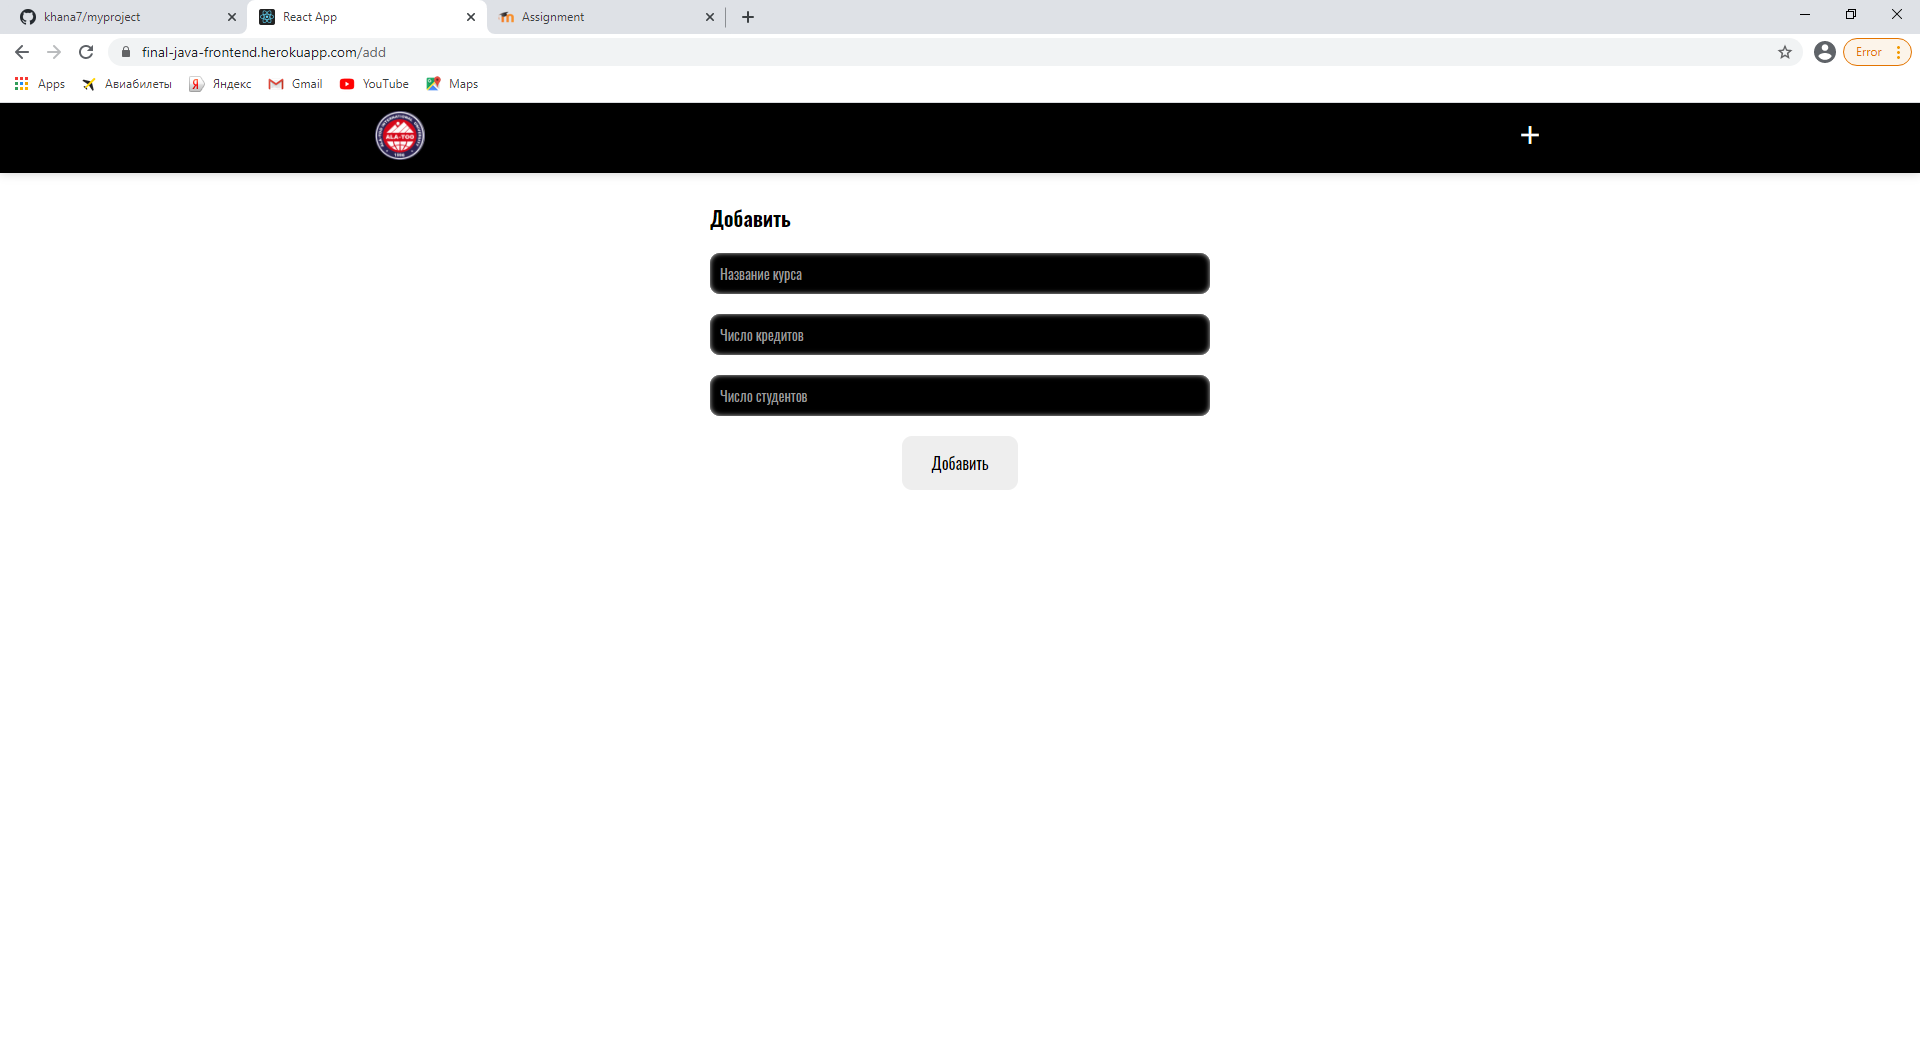 khana7/myproject
React App
Assignment
final-java-frontend.herokuapp.com/add
Error
Apps
Авиабилеты
Яндекс
Gmail
YouTube
Maps
ALA-TOO
Добавить
Название курса
Число кредитов
Число студентов
Добавить